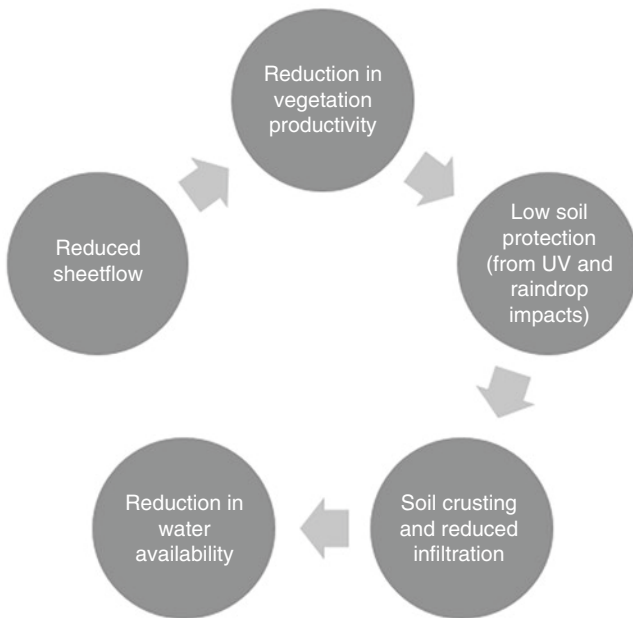 Reduction in
vegetation
productivity
Low soil
protection
(from UV and
raindrop
impacts)
Soil crusting
and reduced
infiltration
Reduction in
water
availability
Reduced
sheetflow